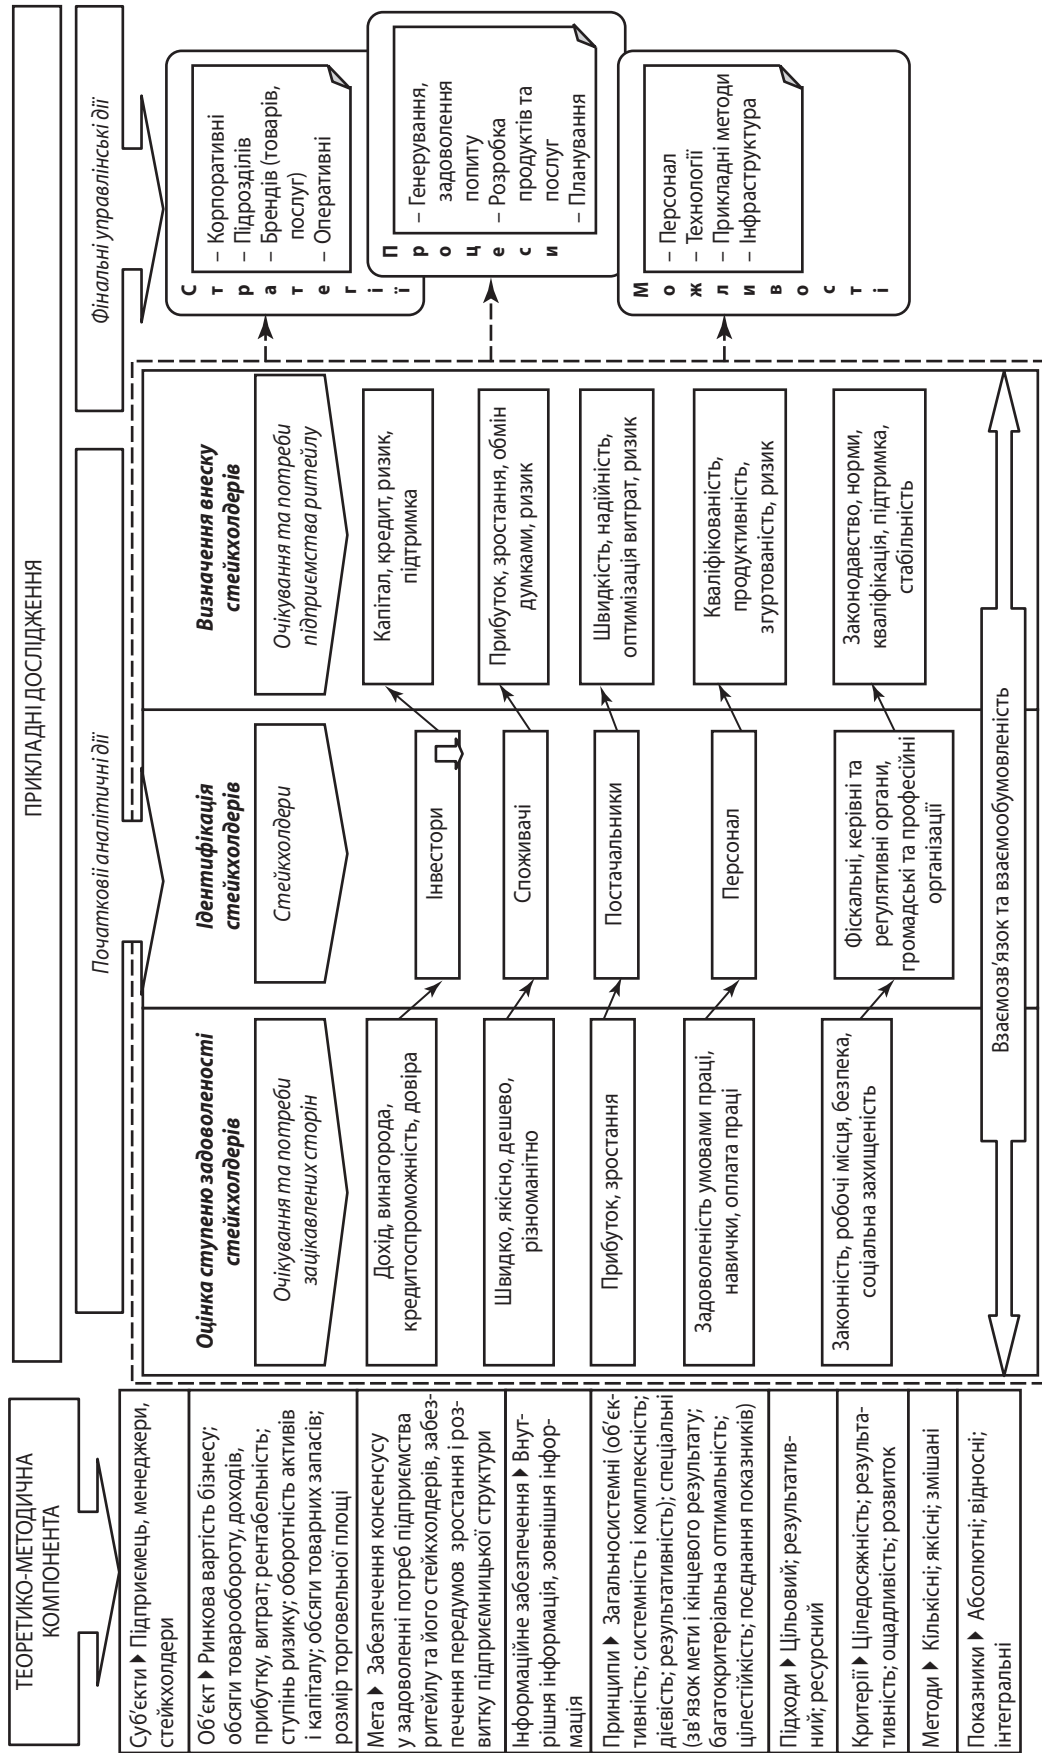 ТЕОРЕТИКО-МЕТОДИЧНА
КОМПОНЕНТА
Суб'єкти ▶ Підприємець, менеджери,
стейкхолдери
Об'єкт ▶ Ринкова вартість бізнесу;
обсяги товарообороту, доходів,
прибутку, витрат; рентабельність;
ступінь ризику; оборотність активів
і капіталу; обсяги товарних запасів;
розмір торговельної площі
Мета ▶ Забезпечення консенсусу
у задоволенні потреб підприємства
ритейлу та його стейкхолдерів, забез-
печення передумов зростання і роз-
витку підприємницької структури
Інформаційне забезпечення ▶ Внут-
рішня інформація, зовнішня інфор-
мація
Принципи ▶ Загальносистемні (об'єк-
тивність; системність і комплексність;
дієвість; результативність); спеціальні
(зв'язок мети і кінцевого результату;
багатокритеріальна оптимальність;
цілестійкість; поєднання показників)
Підходи ▶ Цільовий; результатив-
ний; ресурсний
Критерії ▶ Ціледосяжність; результа-
тивність; ощадливість; розвиток
Методи ▶ Кількісні; якісні; змішані
Показники ▶ Абсолютні; відносні;
інтегральні
ПРИКЛАДНІ ДОСЛІДЖЕННЯ
Початковіі аналітичні дії
Оцінка ступеню задоволеності
стейкхолдерів
Очікування та потреби
зацікавлених сторін
Дохід, винагорода,
кредитоспроможність, довіра
Швидко, якісно, дешево,
різноманітно
Прибуток, зростання
Задоволеність умовами праці,
навички, оплата праці
Законність, робочі місця, безпека,
соціальна захищеність
Ідентифікація
стейкхолдерів
Стейкхолдери
Інвестори
Споживачі
Постачальники
Персонал
Фіскальні, керівні та
регулятивні органи,
громадські та професійні
організації
Визначення внеску
стейкхолдерів
Очікування та потреби
підприємства ритейлу
Капітал, кредит, ризик,
підтримка
Прибуток, зростання, обмін
думками, ризик
Швидкість, надійність,
оптимізація витрат, ризик
Кваліфікованість,
продуктивність,
згуртованість, ризик
Законодавство, норми,
кваліфікація, підтримка,
стабільність
Взаємозв'язок та взаємообумовленість
Фінальні управлінські дії
Стратегії
– Корпоративні
– Підрозділів
– Брендів (товарів,
послуг)
– Оперативні
Процеси
– Генерування,
задоволення
попиту
– Розробка
продуктів та
послуг
– Планування
Можливості
– Персонал
– Технології
– Прикладні методи
– Інфраструктура